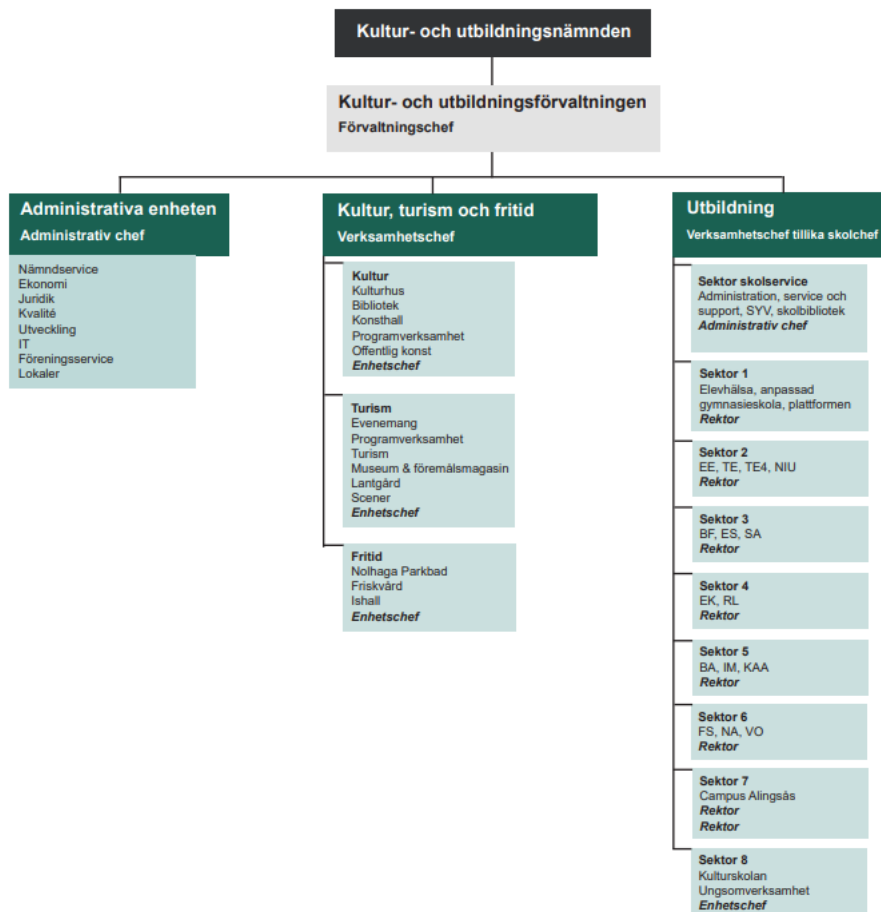 Kultur- och utbildningsnämnden
Kultur- och utbildningsförvaltningen
Förvaltningschef
Administrativa enheten
Administrativ chef
Nämndservice
Ekonomi
Juridik
Kvalité
Utveckling
IT
Föreningsservice
Lokaler
Kultur, turism och fritid
Verksamhetschef
Kultur
Kulturhus
Bibliotek
Konsthall
Programverksamhet
Offentlig konst
Enhetschef
Turism
Evenemang
Programverksamhet
Turism
Museum & föremålsmagasin
Lantgård
Scener
Enhetschef
Fritid
Nolhaga Parkbad
Friskvård
Ishall
Enhetschef
Utbildning
Verksamhetschef tillika skolchef
Sektor skolservice
Administration, service och
support, SYV, skolbibliotek
Administrativ chef
Sektor 1
Elevhälsa, anpassad
gymnasieskola, plattformen
Rektor
Sektor 2
EE, TE, TE4, NIU
Rektor
Sektor 3
BF, ES, SA
Rektor
Sektor 4
EK, RL
Rektor
Sektor 5
BA, IM, KAA
Rektor
Sektor 6
FS, NA, VO
Rektor
Sektor 7
Campus Alingsås
Rektor
Rektor
Sektor 8
Kulturskolan
Ungsomverksamhet
Enhetschef